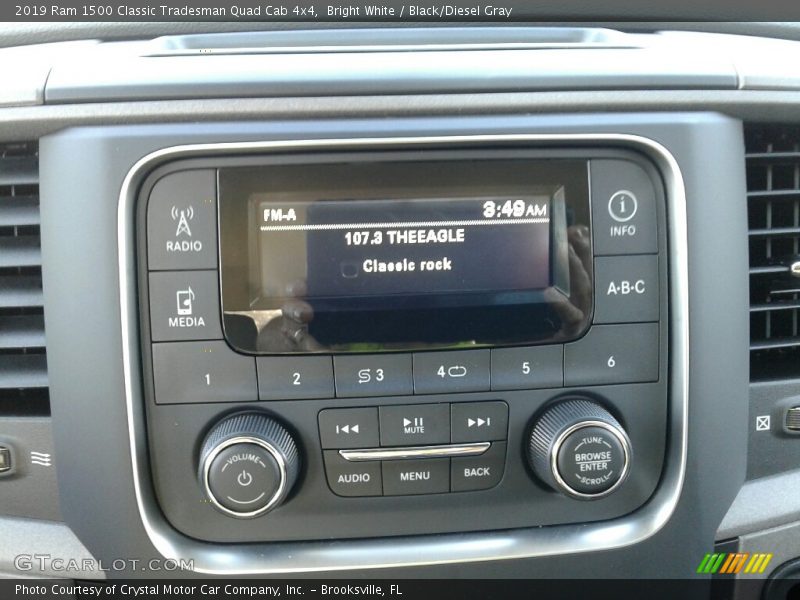 2019 Ram 1500 Classic Tradesman Quad Cab 4x4, Bright White / Black/Diesel Gray
RADIO
FM-A
3:49 AM
107.3 THEEAGLE
Classic rock
i
INFO
MEDIA
A·B·C
1
2
3
4
5
6
VOLUME
MUTE
AUDIO
MENU
BACK
TUNE
BROWSE
ENTER
SCROLL
GTCARLOT.COM
Photo Courtesy of Crystal Motor Car Company, Inc. – Brooksville, FL